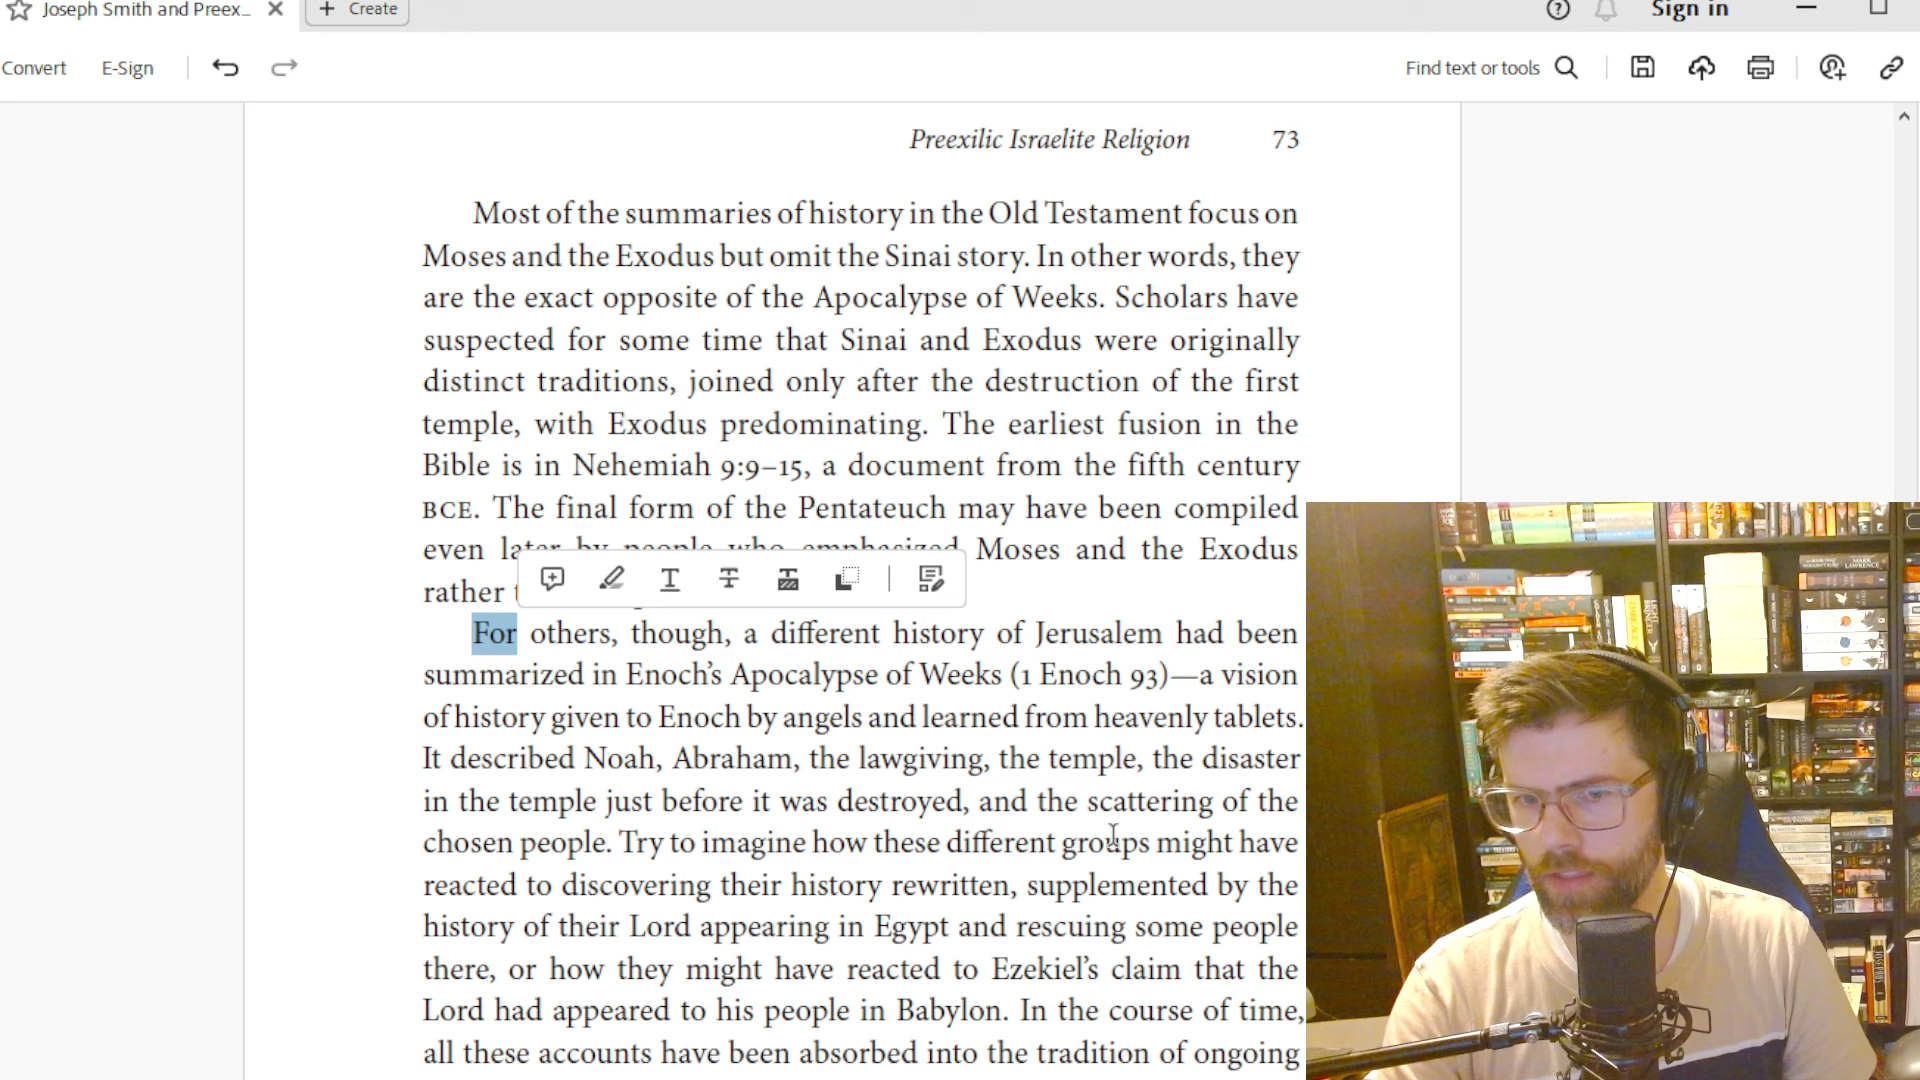 Joseph Smith and Preex...
Create
Sign in
Convert
E-Sign
Find text or tools
Preexilic Israelite Religion 73
Most of the summaries of history in the Old Testament focus on
Moses and the Exodus but omit the Sinai story. In other words, they
are the exact opposite of the Apocalypse of Weeks. Scholars have
suspected for some time that Sinai and Exodus were originally
distinct traditions, joined only after the destruction of the first
temple, with Exodus predominating. The earliest fusion in the
Bible is in Nehemiah 9:9–15, a document from the fifth century
BCE. The final form of the Pentateuch may have been compiled
even later by people who emphasized Moses and the Exodus
rather
For others, though, a different history of Jerusalem had been
summarized in Enoch's Apocalypse of Weeks (1 Enoch 93)—a vision
of history given to Enoch by angels and learned from heavenly tablets.
It described Noah, Abraham, the lawgiving, the temple, the disaster
in the temple just before it was destroyed, and the scattering of the
chosen people. Try to imagine how these different groups might have
reacted to discovering their history rewritten, supplemented by the
history of their Lord appearing in Egypt and rescuing some people
there, or how they might have reacted to Ezekiel's claim that the
Lord had appeared to his people in Babylon. In the course of time,
all these accounts have been absorbed into the tradition of ongoing
MARK
LAWRENCE
JOSEPHUS